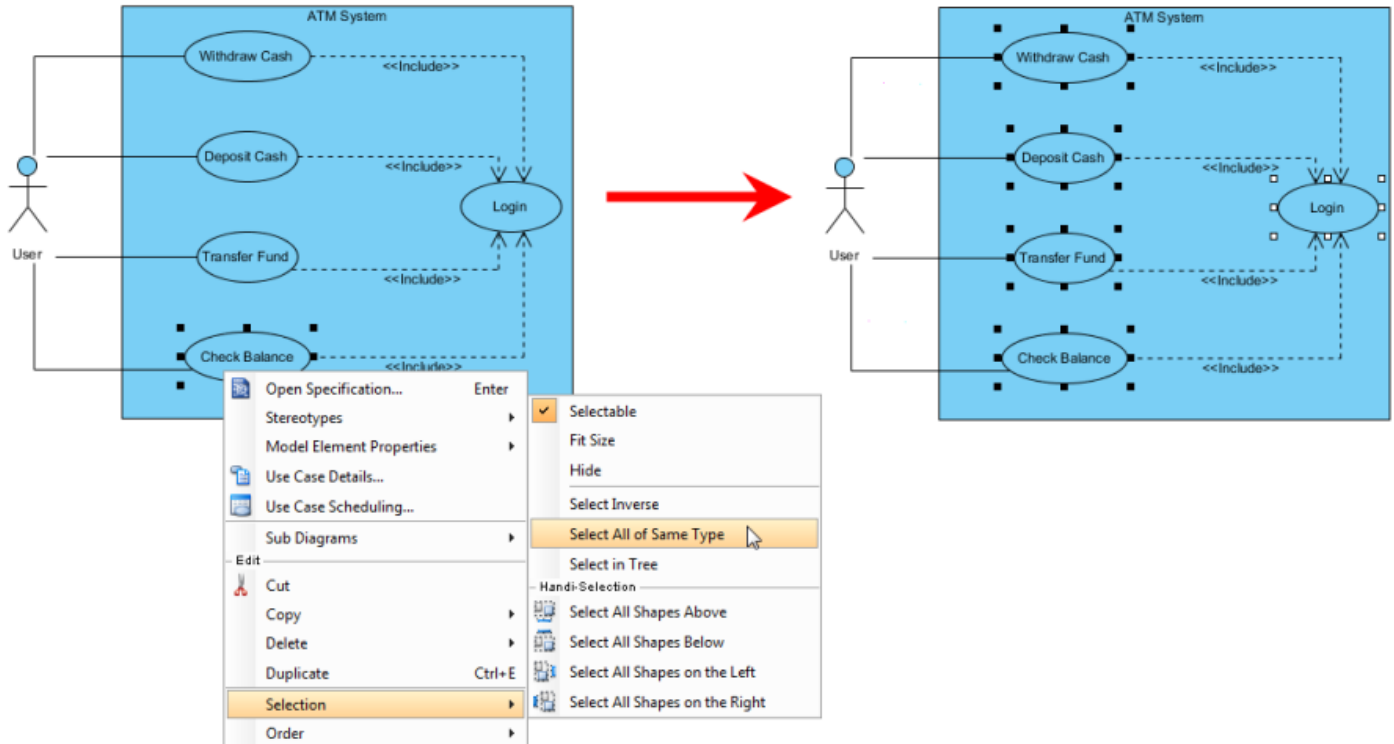 ATM System
Withdraw Cash
<<Include>>
Deposit Cash
<<Include>>
Login
User
Transfer Fund
<<Include>>
Check Balance
<<Include>>
Open Specification... Enter
Stereotypes
Model Element Properties
Use Case Details...
Use Case Scheduling...
Sub Diagrams
Edit
Cut
Copy
Delete
Duplicate Ctrl+E
Selection
Order
Selectable
Fit Size
Hide
Select Inverse
Select All of Same Type
Select in Tree
Handi-Selection
Select All Shapes Above
Select All Shapes Below
Select All Shapes on the Left
Select All Shapes on the Right
ATM System
Withdraw Cash
<<Include>>
Deposit Cash
<<Include>>
Login
User
Transfer Fund
<<Include>>
Check Balance
<<Include>>